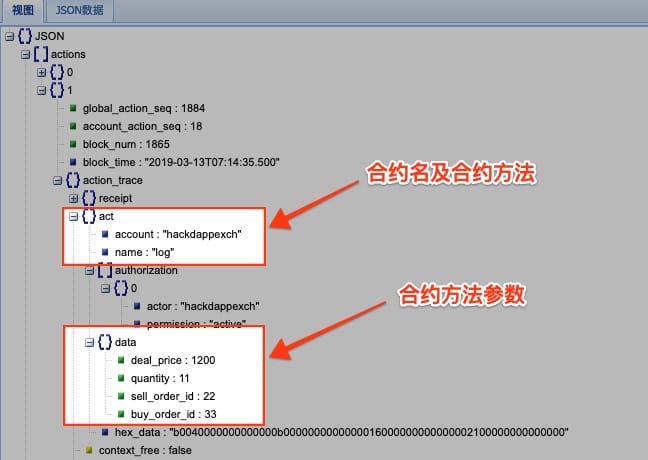 视图 JSON数据
JSON
actions
0
1
global_action_seq : 1884
account_action_seq : 18
block_num : 1865
block_time : "2019-03-13T07:14:35.500"
action_trace
receipt
act
account : "hackdappexch"
name : "log"
合约名及合约方法
authorization
0
actor : "hackdappexch"
permission : "active"
合约方法参数
data
deal_price : 1200
quantity : 11
sell_order_id : 22
buy_order_id : 33
hex_data : "b0040000000000000b0000000000000016000000000000002100000000000000"
context_free : false